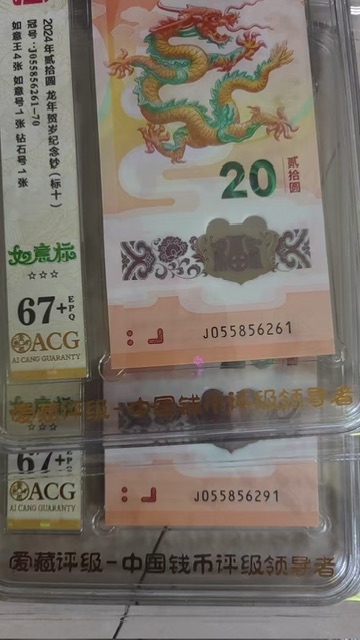 2024年贰拾圆 龙年贺岁纪念钞(标十)
冠号:J055856261-70
如意王4张 如意号1张 钻石号1张
如意标
67+
EPQ
ACG
AI CANG GUARANTY
20
贰拾圆
J055856261
爱藏评级-中国钱币评级领导者
67+
EPQ
ACG
AI CANG GUARANTY
J055856291
爱藏评级-中国钱币评级领导者